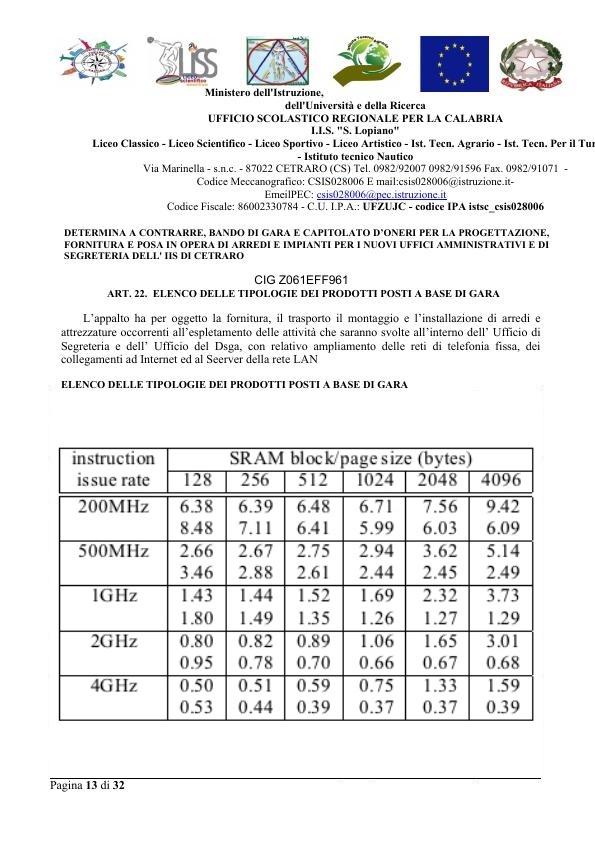 LISS
Liceo
Scientifico
Istituto Tecnico Agrario
Ministero dell'Istruzione,
dell'Università e della Ricerca
UFFICIO SCOLASTICO REGIONALE PER LA CALABRIA
I.I.S. "S. Lopiano"
Liceo Classico - Liceo Scientifico - Liceo Sportivo - Liceo Artistico - Ist. Tecn. Agrario - Ist. Tecn. Per il Tur
- Istituto tecnico Nautico
Via Marinella - s.n.c. - 87022 CETRARO (CS) Tel. 0982/92007 0982/91596 Fax. 0982/91071 -
Codice Meccanografico: CSIS028006 E mail:csis028006@istruzione.it-
EmeilPEC: csis028006@pec.istruzione.it
Codice Fiscale: 86002330784 - C.U. I.P.A.: UFZUJC - codice IPA istsc_csis028006
DETERMINA A CONTRARRE, BANDO DI GARA E CAPITOLATO D'ONERI PER LA PROGETTAZIONE,
FORNITURA E POSA IN OPERA DI ARREDI E IMPIANTI PER I NUOVI UFFICI AMMINISTRATIVI E DI
SEGRETERIA DELL' IIS DI CETRARO
CIG Z061EFF961
ART. 22. ELENCO DELLE TIPOLOGIE DEI PRODOTTI POSTI A BASE DI GARA
L'appalto ha per oggetto la fornitura, il trasporto il montaggio e l'installazione di arredi e
attrezzature occorrenti all'espletamento delle attività che saranno svolte all'interno dell' Ufficio di
Segreteria e dell' Ufficio del Dsga, con relativo ampliamento delle reti di telefonia fissa, dei
collegamenti ad Internet ed al Seerver della rete LAN
ELENCO DELLE TIPOLOGIE DEI PRODOTTI POSTI A BASE DI GARA
instruction SRAM block/page size (bytes)
issue rate 128 256 512 1024 2048 4096
200MHz 6.38 6.39 6.48 6.71 7.56 9.42
8.48 7.11 6.41 5.99 6.03 6.09
500MHz 2.66 2.67 2.75 2.94 3.62 5.14
3.46 2.88 2.61 2.44 2.45 2.49
1GHz 1.43 1.44 1.52 1.69 2.32 3.73
1.80 1.49 1.35 1.26 1.27 1.29
2GHz 0.80 0.82 0.89 1.06 1.65 3.01
0.95 0.78 0.70 0.66 0.67 0.68
4GHz 0.50 0.51 0.59 0.75 1.33 1.59
0.53 0.44 0.39 0.37 0.37 0.39
Pagina 13 di 32